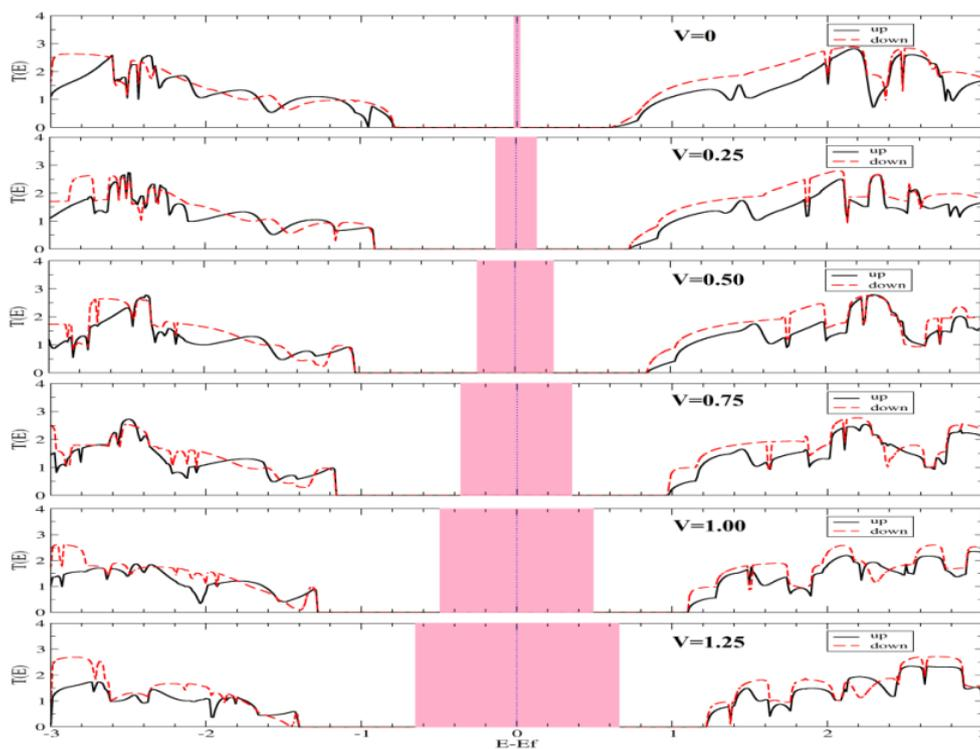 4
3
2
1
0
T(E)
V=0
up
down
4
3
2
1
0
T(E)
V=0.25
up
down
4
3
2
1
0
T(E)
V=0.50
up
down
4
3
2
1
0
T(E)
V=0.75
up
down
4
3
2
1
0
T(E)
V=1.00
up
down
4
3
2
1
0
T(E)
V=1.25
up
down
-3 -2 -1 0 1 2
E-Ef